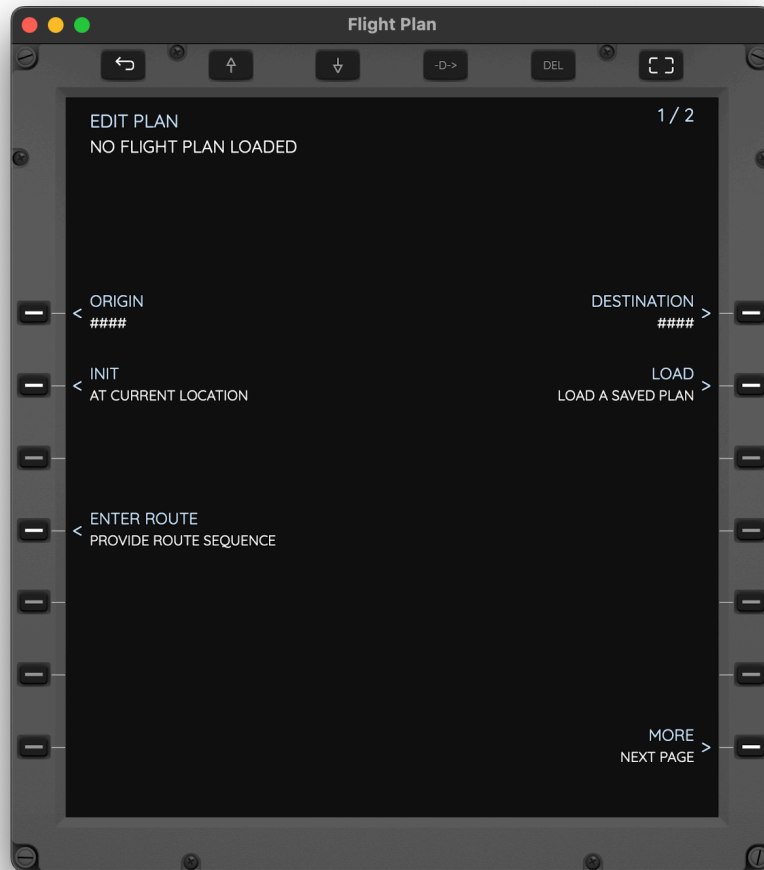 Flight Plan
-D->
DEL
EDIT PLAN
1 / 2
NO FLIGHT PLAN LOADED
< ORIGIN
####
DESTINATION >
####
< INIT
AT CURRENT LOCATION
LOAD >
LOAD A SAVED PLAN
< ENTER ROUTE
PROVIDE ROUTE SEQUENCE
MORE >
NEXT PAGE